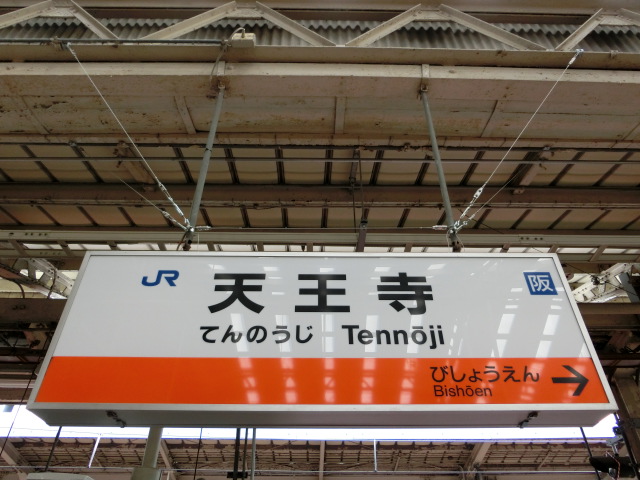 JR 天王寺 阪
てんのうじ Tennōji
びしょうえん →
Bishōen